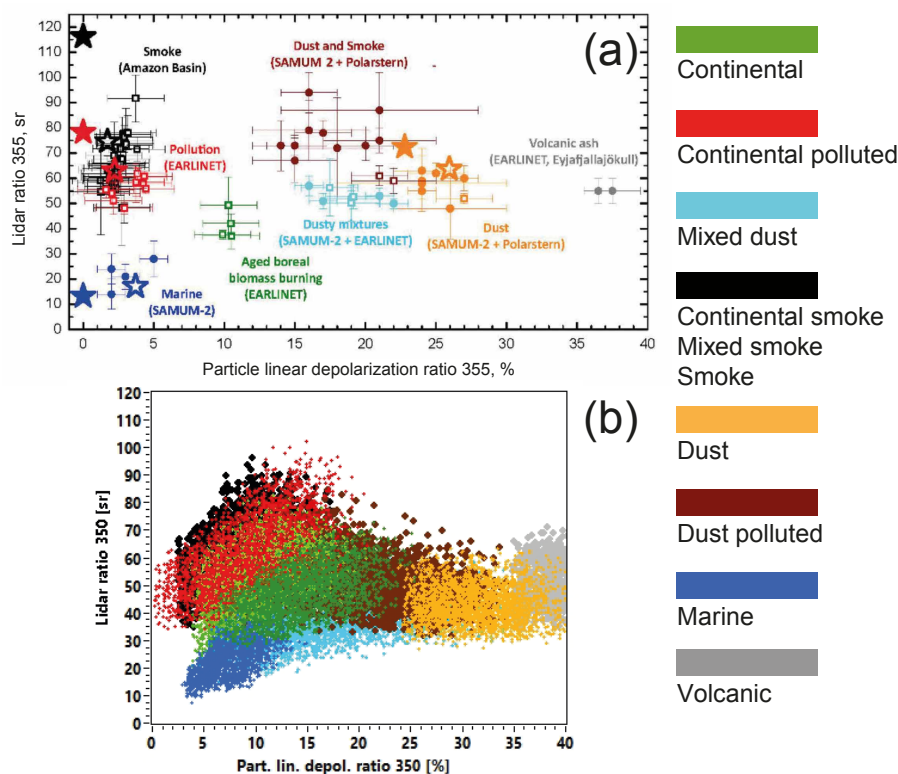 (a)
Lidar ratio 355, sr
120
110
100
90
80
70
60
50
40
30
20
10
0
Smoke
(Amazon Basin)
Dust and Smoke
(SAMUM 2 + Polarstern)
Pollution
(EARLINET)
Volcanic ash
(EARLINET, Eyjafjallajökull)
Dusty mixtures
(SAMUM-2 + EARLINET)
Dust
(SAMUM-2 + Polarstern)
Aged boreal
biomass burning
(EARLINET)
Marine
(SAMUM-2)
0 5 10 15 20 25 30 35 40
Particle linear depolarization ratio 355, %
(b)
Lidar ratio 350 [sr]
120
110
100
90
80
70
60
50
40
30
20
10
0
0 5 10 15 20 25 30 35 40
Part. lin. depol. ratio 350 [%]
Continental
Continental polluted
Mixed dust
Continental smoke
Mixed smoke
Smoke
Dust
Dust polluted
Marine
Volcanic